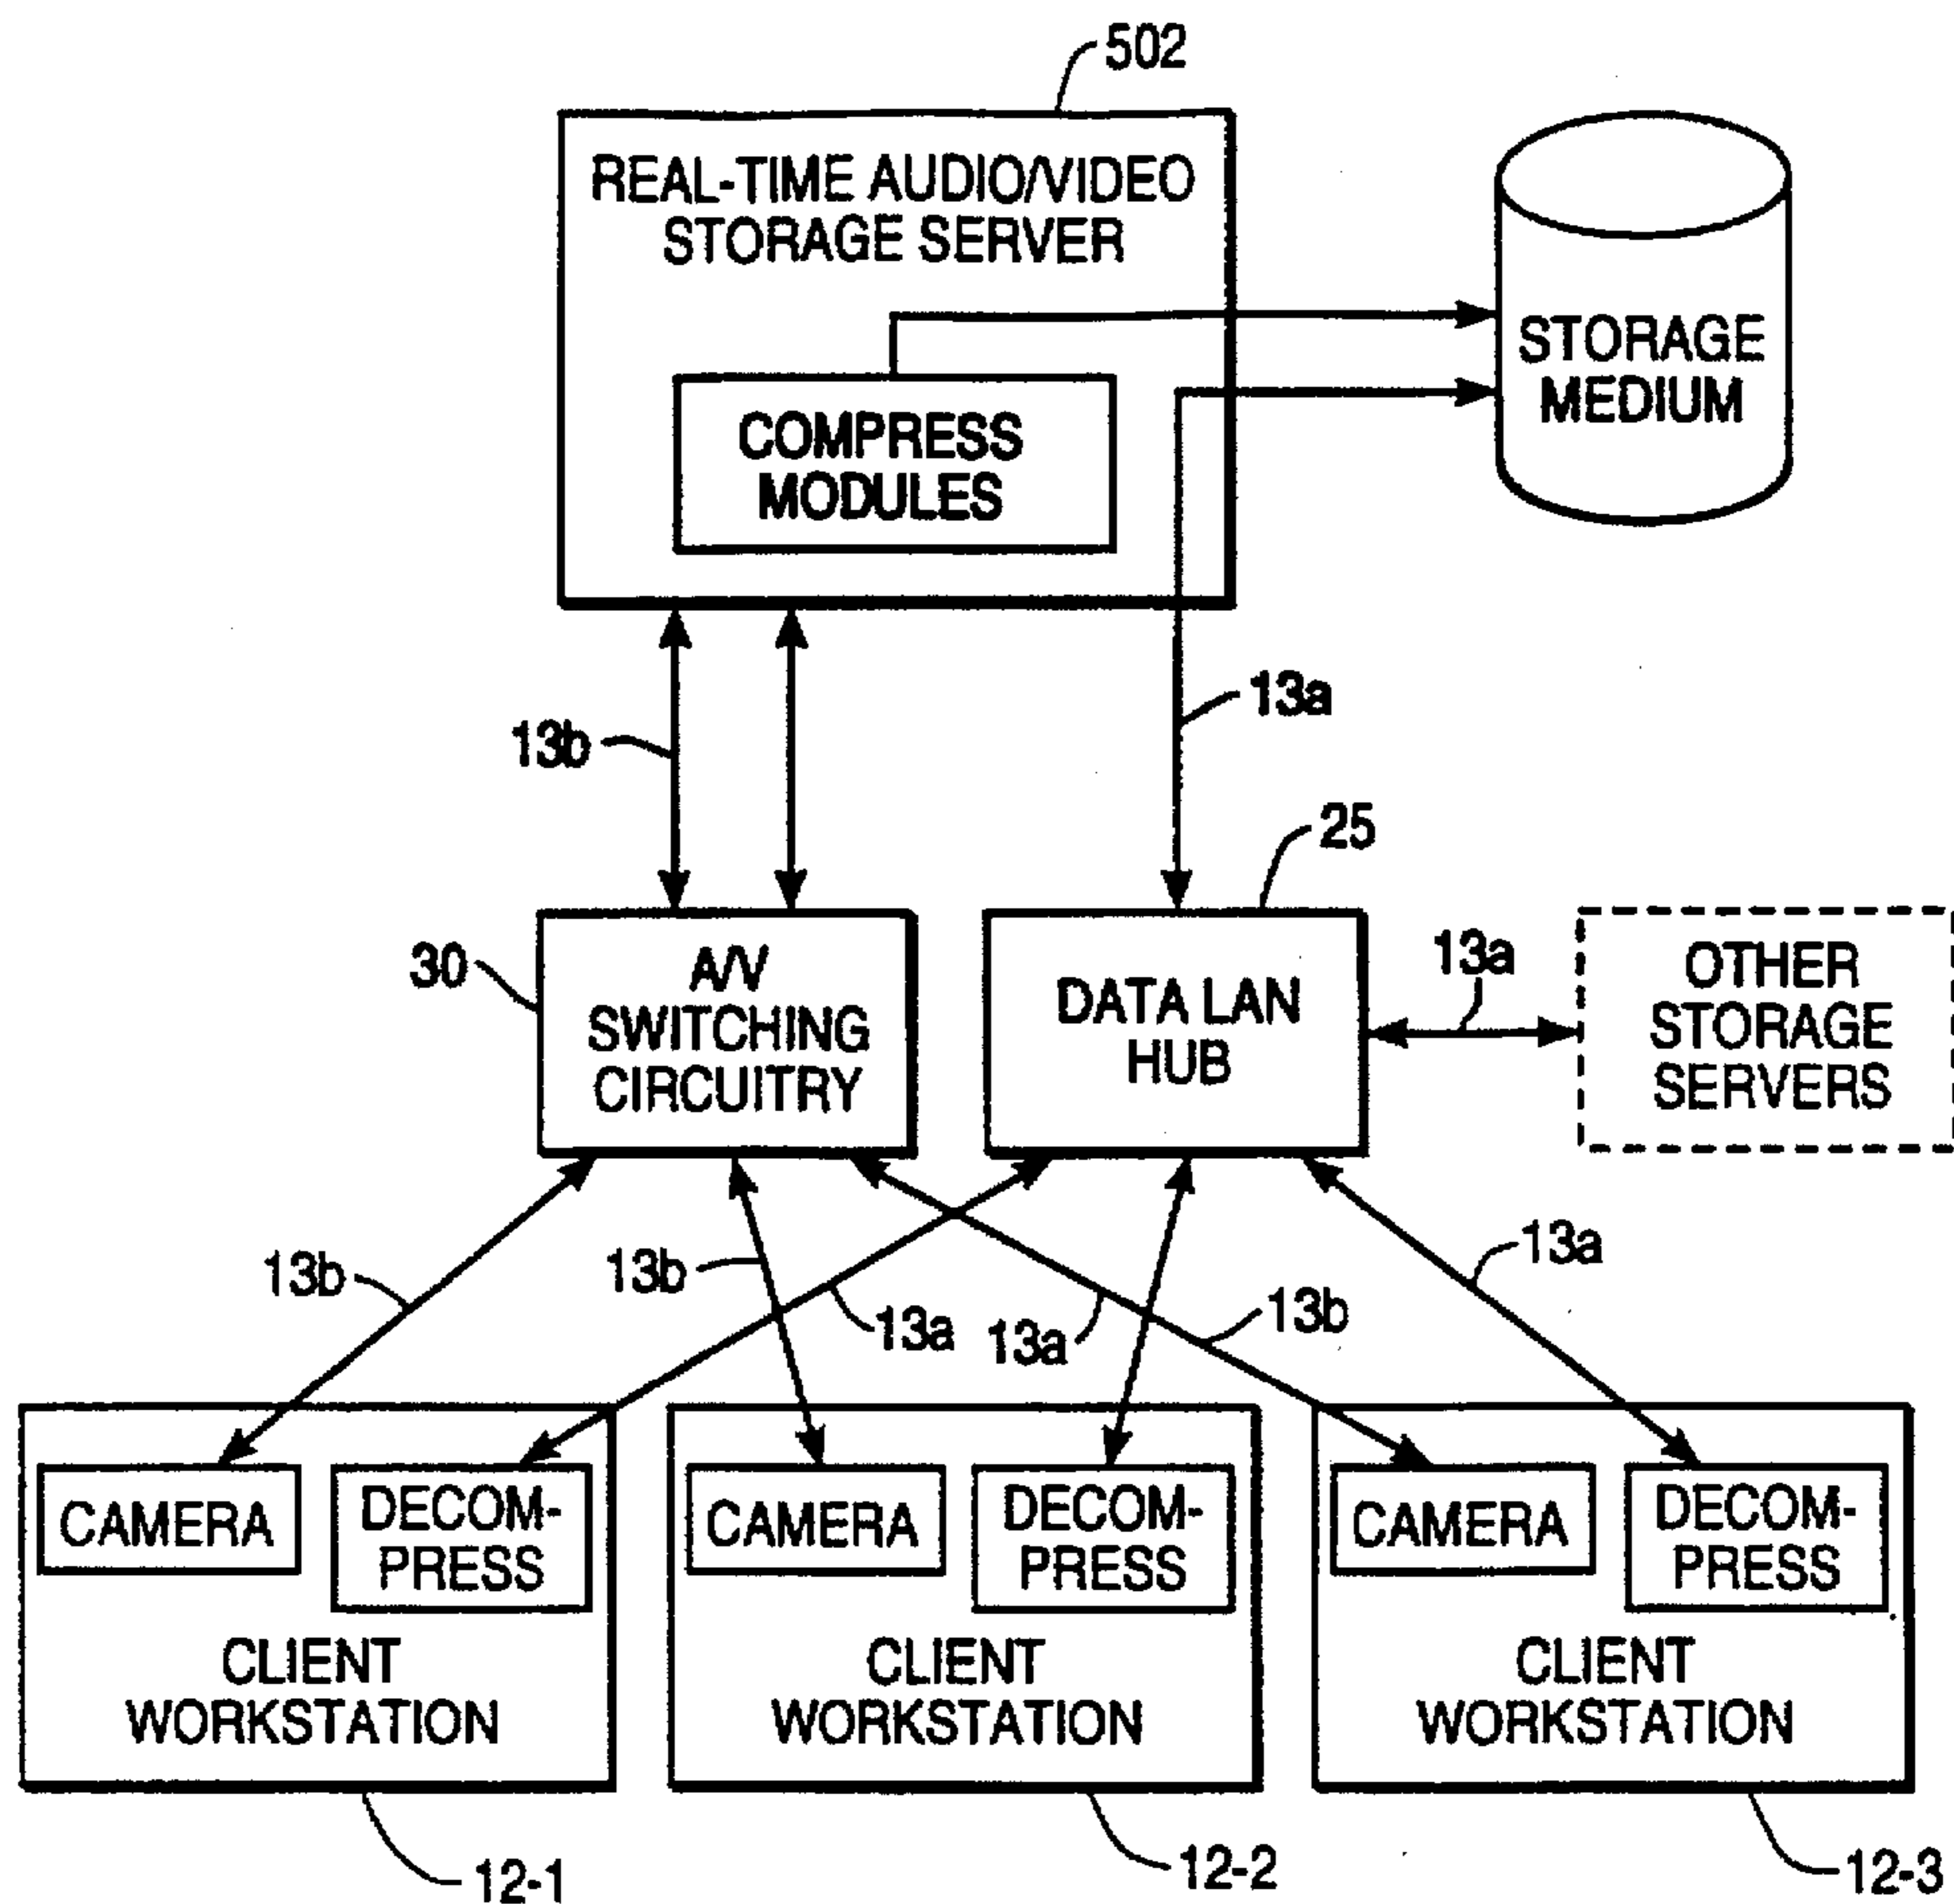 502
REAL-TIME AUDIO/VIDEO
STORAGE SERVER
STORAGE
MEDIUM
COMPRESS
MODULES
13b
13a
25
30
A/V
SWITCHING
CIRCUITRY
DATA LAN
HUB
13a
OTHER
STORAGE
SERVERS
13b
13b
13a
13a
13b
13a
CAMERA
DECOM-
PRESS
CLIENT
WORKSTATION
CAMERA
DECOM-
PRESS
CLIENT
WORKSTATION
CAMERA
DECOM-
PRESS
CLIENT
WORKSTATION
12-1
12-2
12-3